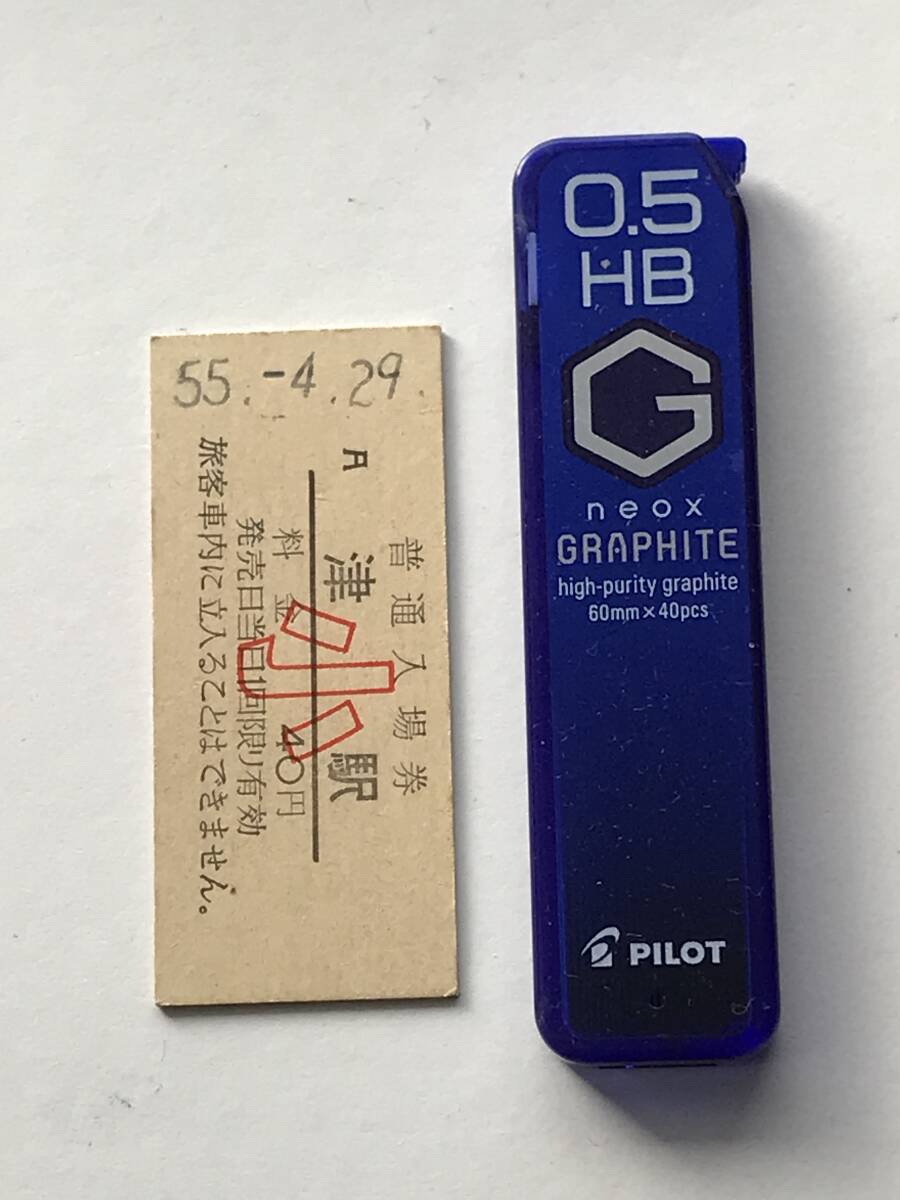 55.-4.29.
A
普通入場券
津駅
料金 40円
発売日当日1回限り有効
旅客車内に立入ることはできません。
小
0.5
HB
G
neox
GRAPHITE
high-purity graphite
60mm×40pcs
PILOT